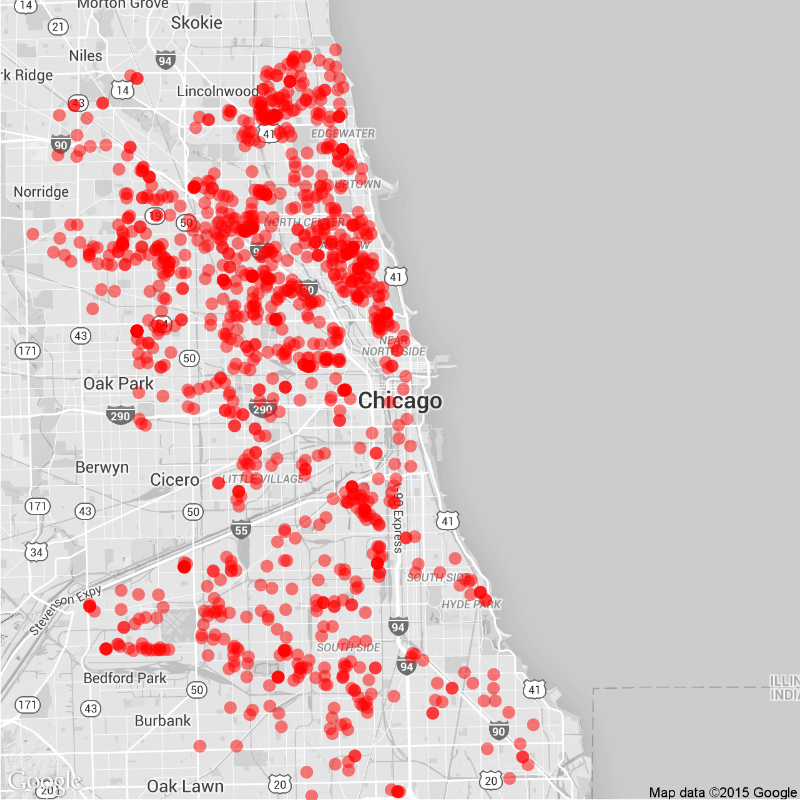 14
Morton Grove
21
Skokie
Niles
94
rk Ridge
14
Lincolnwood
43
41
EDGEWATER
90
UPTOWN
Norridge
19
50
NORTH CENTER
41
90
43
171
50
NEAR
NORTH SIDE
Oak Park
290
290
Chicago
Berwyn
Cicero
LITTLE VILLAGE
171
43
50
90 Express
41
55
34
SOUTH SIDE
Stevenson Expy
HYDE PARK
94
SOUTH SIDE
94
Bedford Park
50
41
ILLIN
INDIA
171
43
Burbank
90
Google
20
Oak Lawn
20
20
Map data ©2015 Google